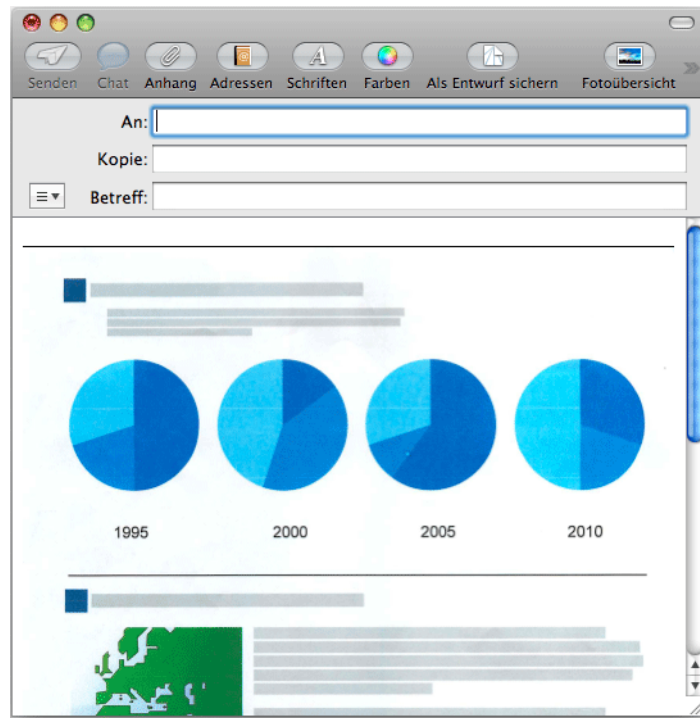 Senden Chat Anhang Adressen Schriften Farben Als Entwurf sichern Fotoübersicht
An:
Kopie:
Betreff:
1995 2000 2005 2010